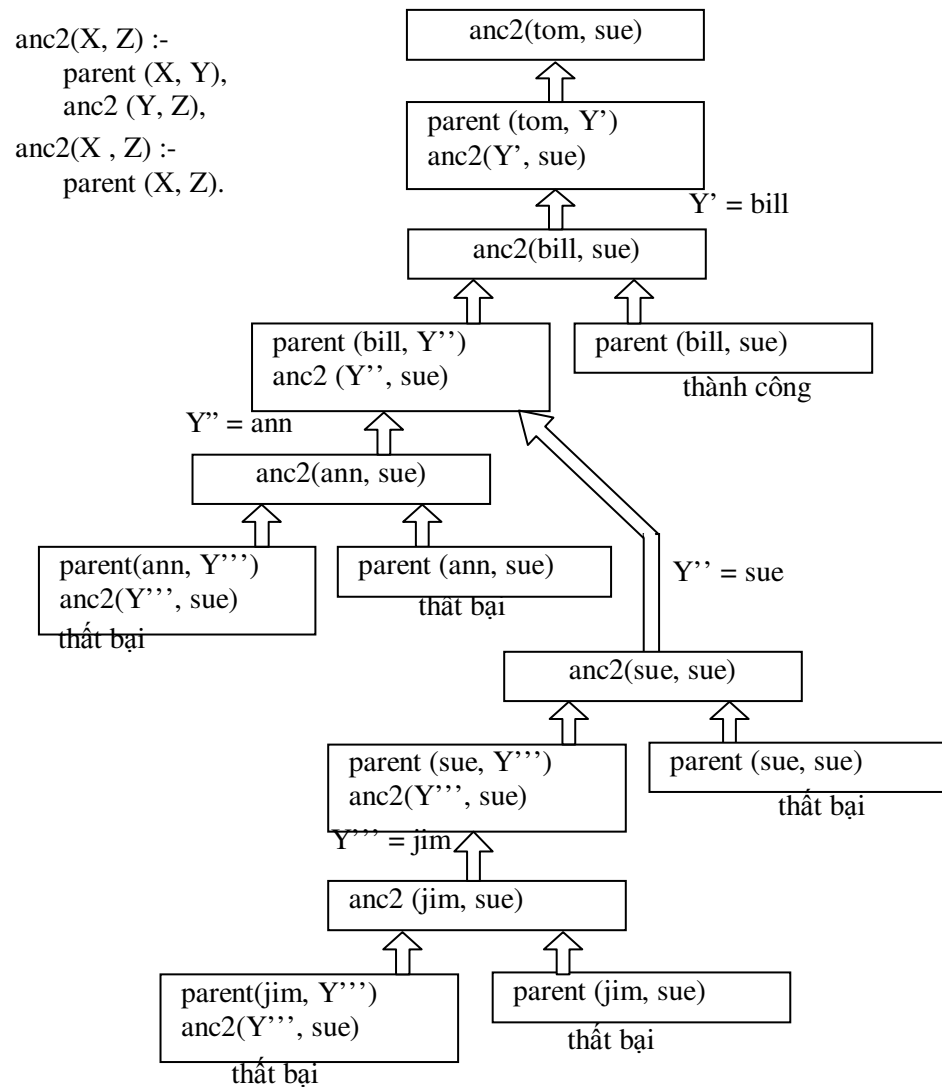 anc2(X, Z) :-
parent (X, Y),
anc2 (Y, Z),
anc2(X , Z) :-
parent (X, Z).
anc2(tom, sue)
parent (tom, Y’)
anc2(Y’, sue)
Y’ = bill
anc2(bill, sue)
parent (bill, Y’’)
anc2 (Y’’, sue)
parent (bill, sue)
thành công
Y” = ann
anc2(ann, sue)
parent(ann, Y’’’)
anc2(Y’’’, sue)
thất bại
parent (ann, sue)
thất bại
Y’’ = sue
anc2(sue, sue)
parent (sue, Y’’’)
anc2(Y’’’, sue)
parent (sue, sue)
thất bại
Y’’’ = jim
anc2 (jim, sue)
parent(jim, Y’’’)
anc2(Y’’’, sue)
thất bại
parent (jim, sue)
thất bại